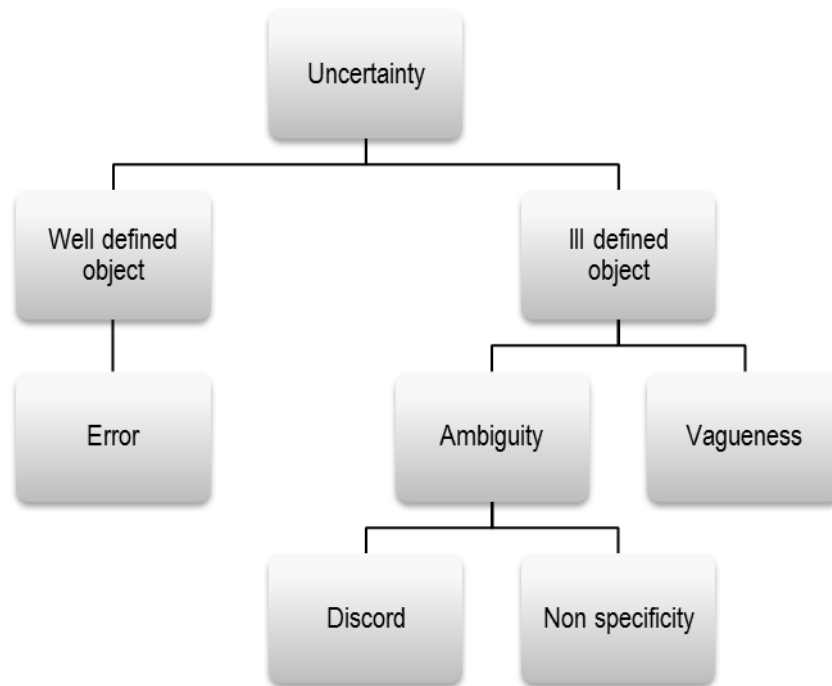 Uncertainty
Well defined
object
Ill defined
object
Error
Ambiguity
Vagueness
Discord
Non specificity